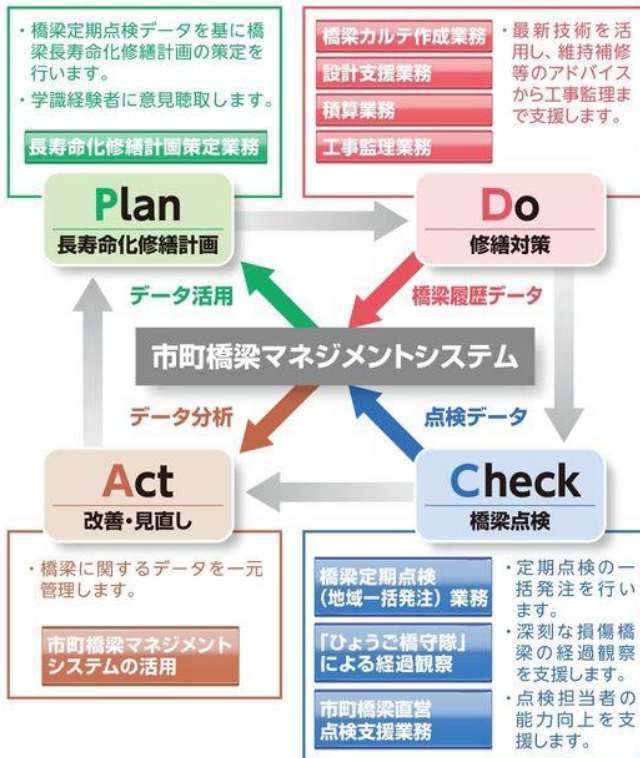 ・橋梁定期点検データを基に橋
梁長寿命化修繕計画の策定を
行います。
・学識経験者に意見聴取します。
長寿命化修繕計画策定業務
橋梁カルテ作成業務
設計支援業務
積算業務
工事監理業務
・最新技術を活
用し、維持補修
等のアドバイス
から工事監理ま
で支援します。
Plan
長寿命化修繕計画
Do
修繕対策
データ活用
橋梁履歴データ
市町橋梁マネジメントシステム
データ分析
点検データ
Act
改善・見直し
Check
橋梁点検
・橋梁に関するデータを一元
管理します。
市町橋梁マネジメント
システムの活用
橋梁定期点検
(地域一括発注)業務
「ひょうご橋守隊」
による経過観察
市町橋梁直営
点検支援業務
・定期点検の一
括発注を行い
ます。
・深刻な損傷橋
梁の経過観察
を支援します。
・点検担当者の
能力向上を支
援します。